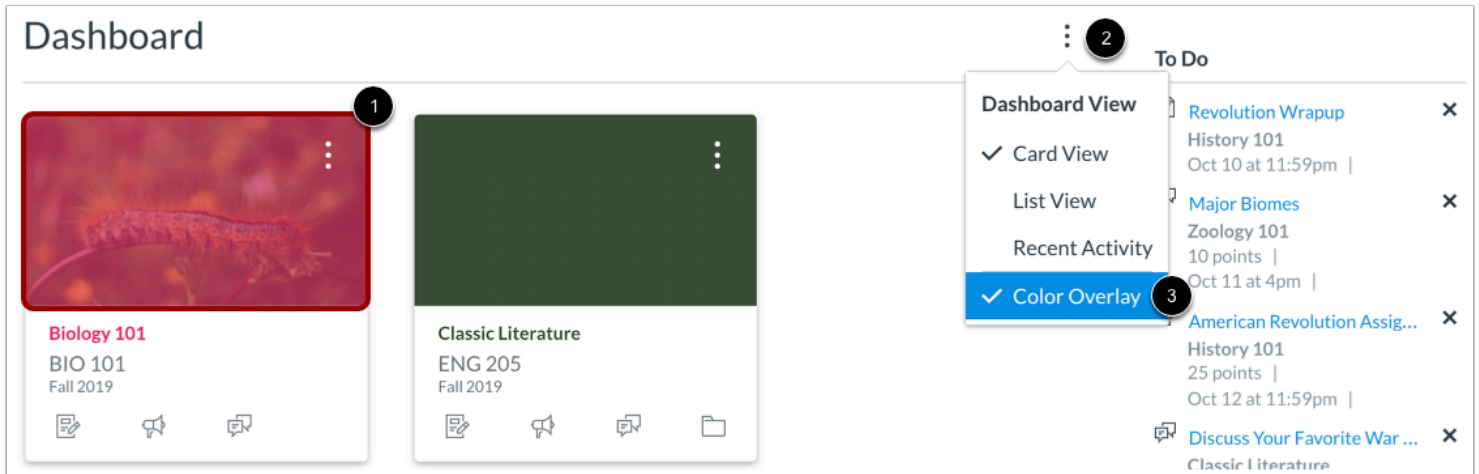 Dashboard
2
To Do
1
Dashboard View
Card View
List View
Recent Activity
Color Overlay
3
Biology 101
BIO 101
Fall 2019
Classic Literature
ENG 205
Fall 2019
Revolution Wrapup
History 101
Oct 10 at 11:59pm |
Major Biomes
Zoology 101
10 points |
Oct 11 at 4pm |
American Revolution Assig...
History 101
25 points |
Oct 12 at 11:59pm |
Discuss Your Favorite War ...
Classic Literature